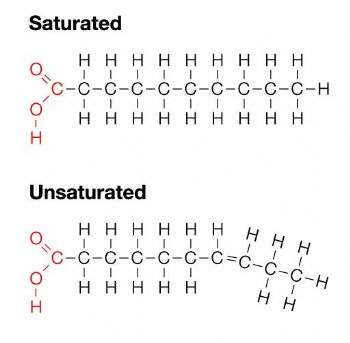 Saturated
H H H H H H H H H
O
C–C–C–C–C–C–C–C–C–C–H
O
H H H H H H H H H
H
Unsaturated
H H H H H H H H H
O
C–C–C–C–C–C–C=C–C–C–H
O
H H H H H H H
H